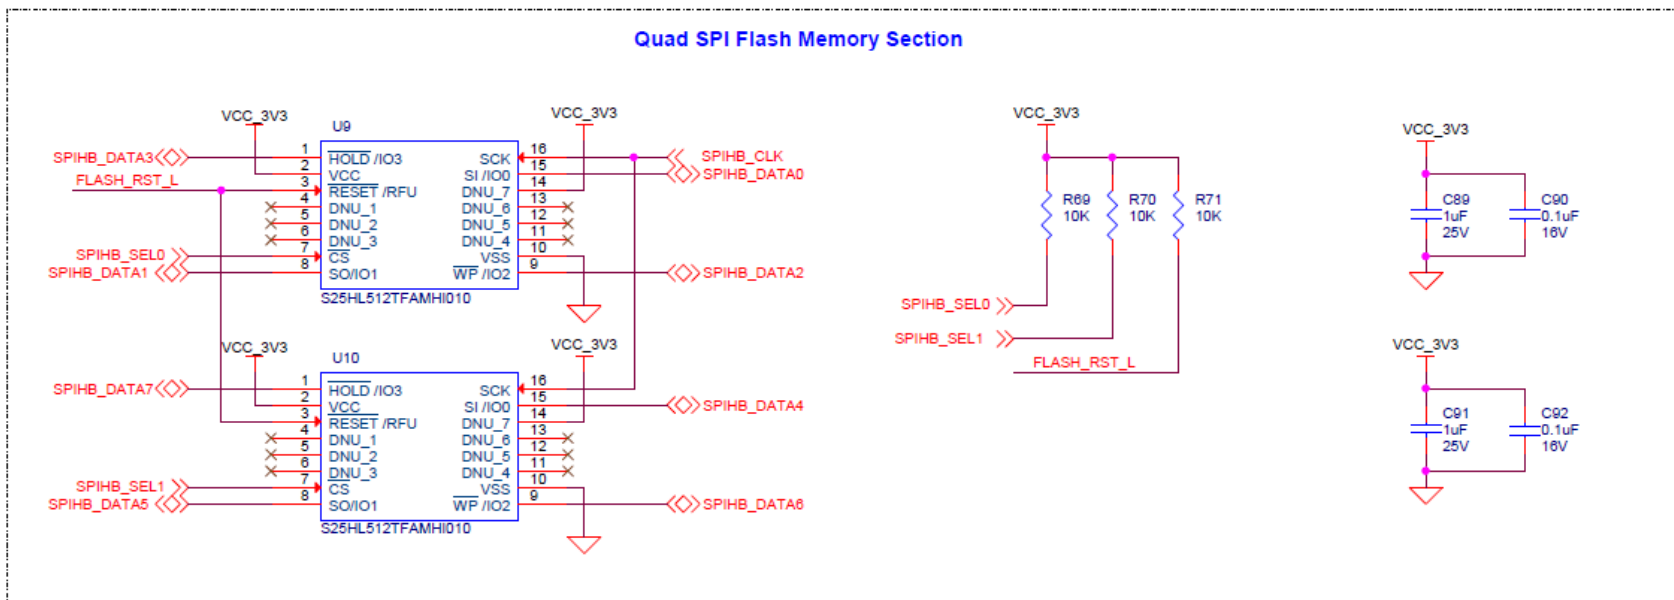 Quad SPI Flash Memory Section
VCC_3V3
U9
VCC_3V3
SPIHB_DATA3
1
HOLD /IO3
SCK
16
SPIHB_CLK
2
VCC
SI /IO0
15
SPIHB_DATA0
FLASH_RST_L
3
RESET /RFU
DNU_7
14
4
DNU_1
DNU_6
13
5
DNU_2
DNU_5
12
6
DNU_3
DNU_4
11
SPIHB_SEL0
7
CS
VSS
10
SPIHB_DATA1
8
SO/IO1
WP /IO2
9
SPIHB_DATA2
S25HL512TFAMHI010
VCC_3V3
U10
VCC_3V3
SPIHB_DATA7
1
HOLD /IO3
SCK
16
2
VCC
SI /IO0
15
SPIHB_DATA4
3
RESET /RFU
DNU_7
14
4
DNU_1
DNU_6
13
5
DNU_2
DNU_5
12
6
DNU_3
DNU_4
11
SPIHB_SEL1
7
CS
VSS
10
SPIHB_DATA5
8
SO/IO1
WP /IO2
9
SPIHB_DATA6
S25HL512TFAMHI010
VCC_3V3
R69
10K
R70
10K
R71
10K
SPIHB_SEL0
SPIHB_SEL1
FLASH_RST_L
VCC_3V3
C89
1uF
25V
C90
0.1uF
16V
VCC_3V3
C91
1uF
25V
C92
0.1uF
16V